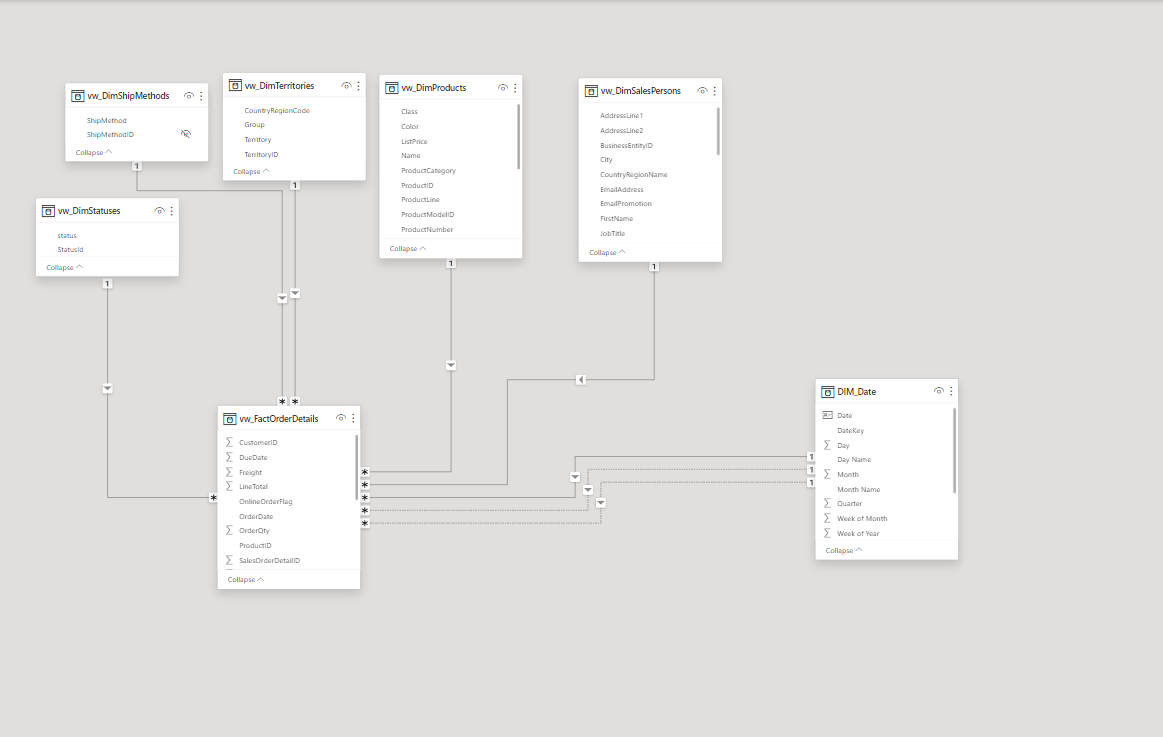 vw_DimShipMethods
ShipMethod
ShipMethodID
Collapse
1
vw_DimTerritories
CountryRegionCode
Group
Territory
TerritoryID
Collapse
1
vw_DimProducts
Class
Color
ListPrice
Name
ProductCategory
ProductID
ProductLine
ProductModelID
ProductNumber
Collapse
1
vw_DimSalesPersons
AddressLine1
AddressLine2
BusinessEntityID
City
CountryRegionName
EmailAddress
EmailPromotion
FirstName
JobTitle
Collapse
1
vw_DimStatuses
status
Statusid
Collapse
1
* *
vw_FactOrderDetails
CustomerID
DueDate
Freight
LineTotal
OnlineOrderFlag
OrderDate
OrderQty
ProductID
SalesOrderDetailID
Collapse
*
*
*
*
*
*
DIM_Date
Date
DateKey
Day
Day Name
Month
Month Name
Quarter
Week of Month
Week of Year
Collapse
1
1
1